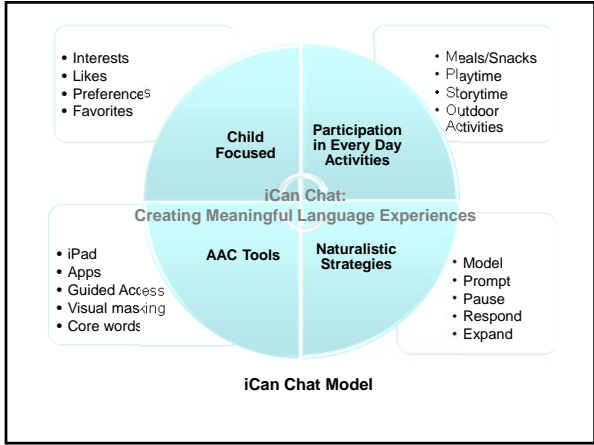 • Interests
• Likes
• Preferences
• Favorites
• Meals/Snacks
• Playtime
• Storytime
• Outdoor
Activities
Child
Focused
Participation
in Every Day
Activities
iCan Chat:
Creating Meaningful Language Experiences
AAC Tools
Naturalistic
Strategies
• iPad
• Apps
• Guided Access
• Visual masking
• Core words
• Model
• Prompt
• Pause
• Respond
• Expand
iCan Chat Model